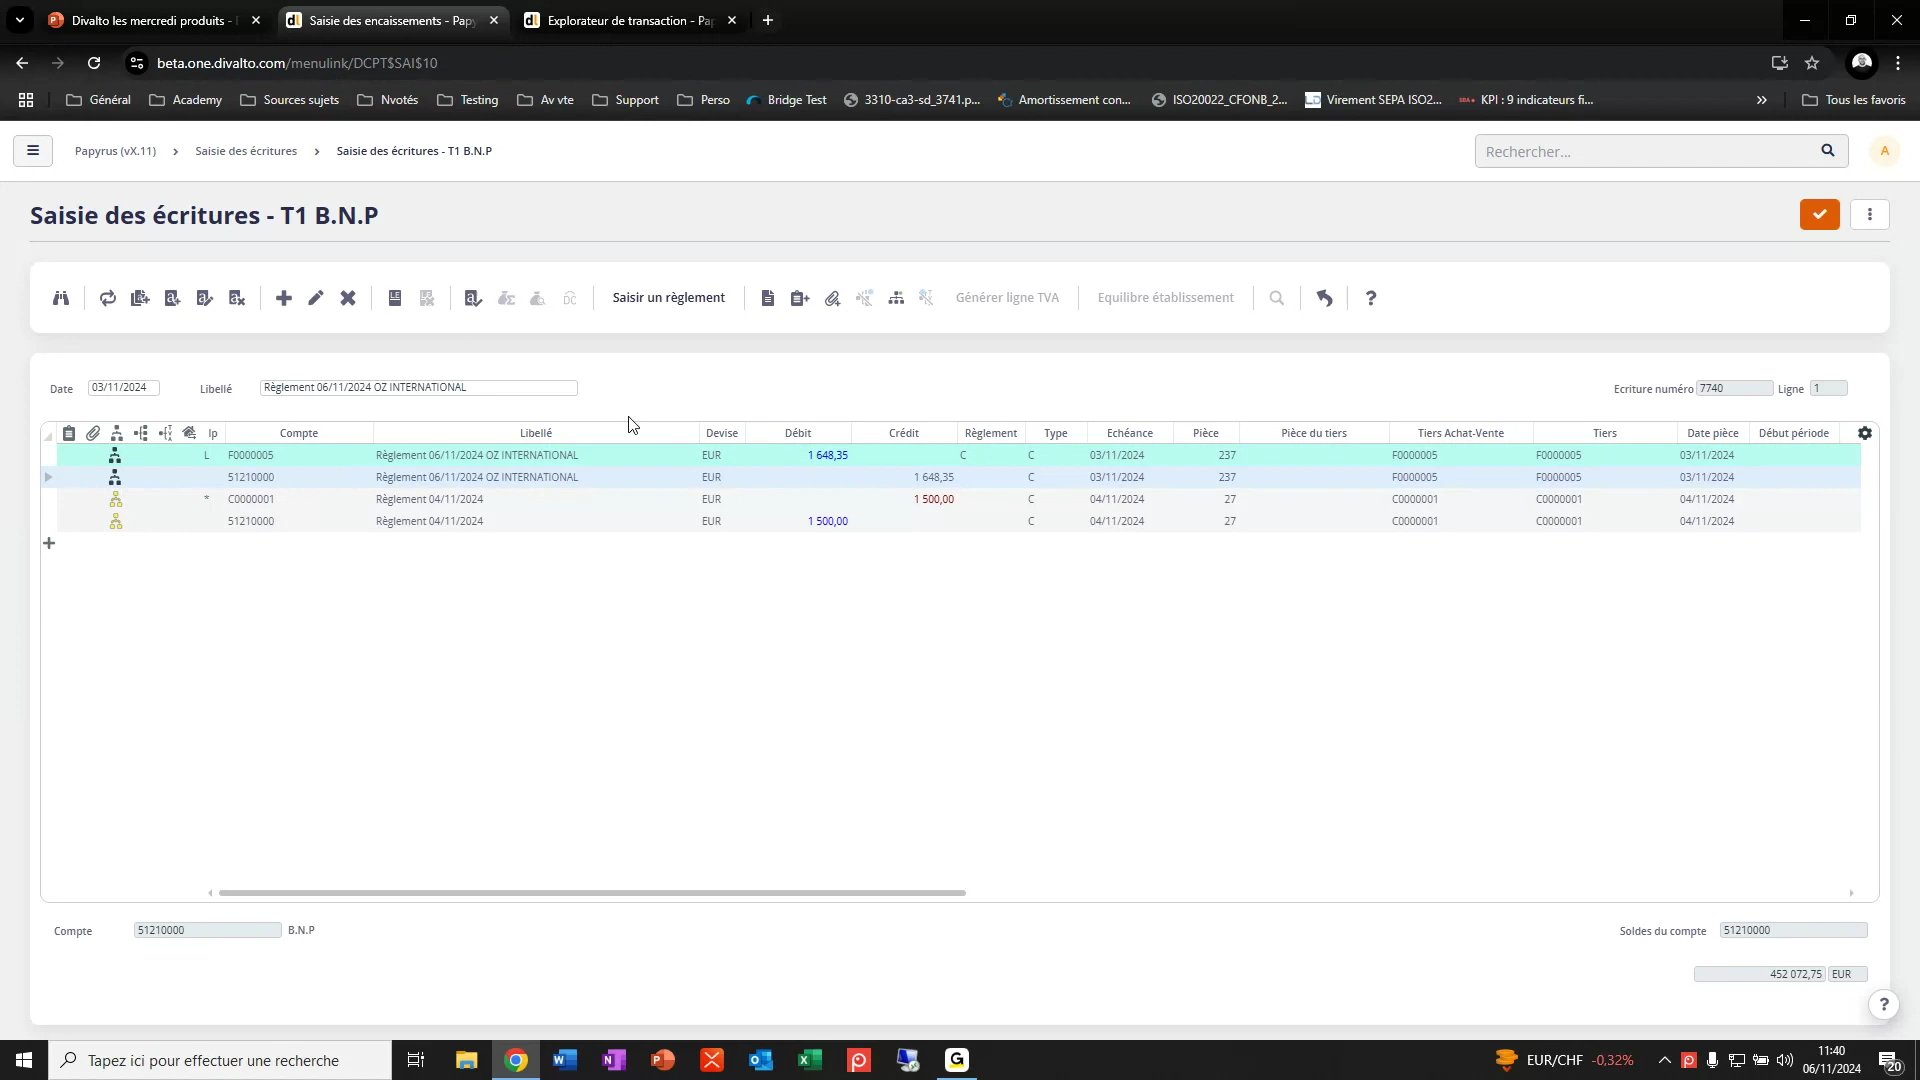 Divalto les mercredi produits -
Saisie des encaissements - Pap
Explorateur de transaction - Pa
beta.one.divalto.com/menulink/DCPT$SAI$10
Général
Academy
Sources sujets
Nvotés
Testing
Av vte
Support
Perso
Bridge Test
3310-ca3-sd_3741.p...
Amortissement con...
ISO20022_CFONB_2...
Virement SEPA ISO2...
KPI : 9 indicateurs fi...
Tous les favoris
Papyrus (vX.11) > Saisie des écritures > Saisie des écritures - T1 B.N.P
Rechercher...
A
Saisie des écritures - T1 B.N.P
Saisir un règlement
Générer ligne TVA
Equilibre établissement
Date 03/11/2024 Libellé Règlement 06/11/2024 OZ INTERNATIONAL Ecriture numéro 7740 Ligne 1
lp Compte Libellé Devise Débit Crédit Règlement Type Echéance Pièce Pièce du tiers Tiers Achat-Vente Tiers Date pièce Début période
L F0000005 Règlement 06/11/2024 OZ INTERNATIONAL EUR 1 648,35 C C 03/11/2024 237 F0000005 F0000005 03/11/2024
51210000 Règlement 06/11/2024 OZ INTERNATIONAL EUR 1 648,35 C 03/11/2024 237 F0000005 F0000005 03/11/2024
* C0000001 Règlement 04/11/2024 EUR 1 500,00 C 04/11/2024 27 C0000001 C0000001 04/11/2024
51210000 Règlement 04/11/2024 EUR 1 500,00 C 04/11/2024 27 C0000001 C0000001 04/11/2024
Compte 51210000 B.N.P Soldes du compte 51210000
452 072,75 EUR
Tapez ici pour effectuer une recherche
EUR/CHF -0,32%
11:40
06/11/2024
20